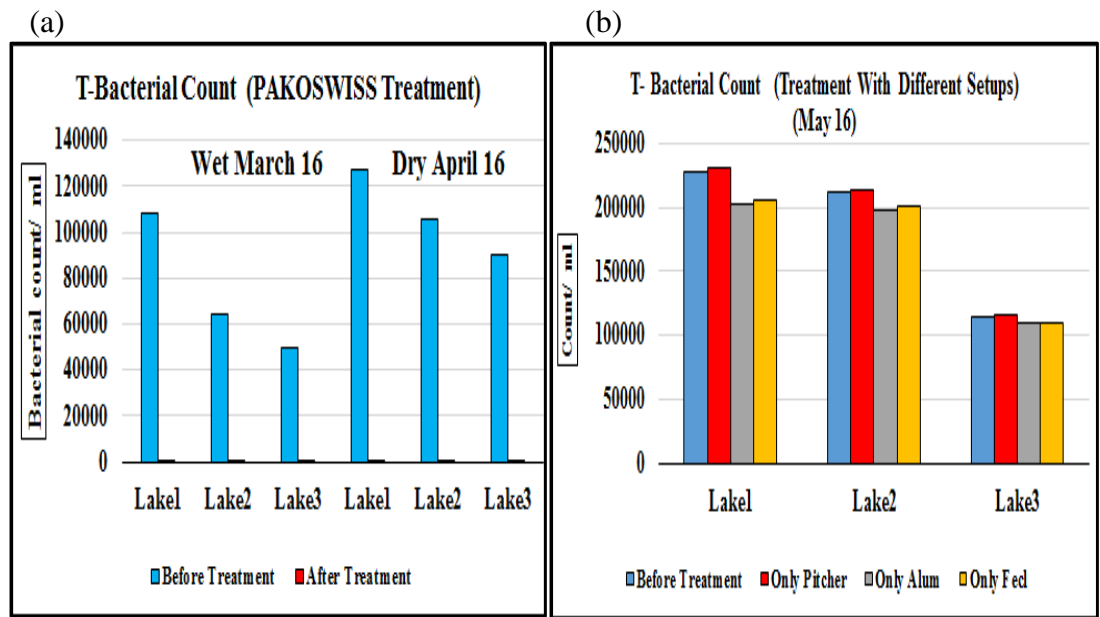 (a)
T-Bacterial Count (PAKOSWISS Treatment)
Wet March 16 Dry April 16
Bacterial count/ ml
140000
120000
100000
80000
60000
40000
20000
0
Lake1 Lake2 Lake3 Lake1 Lake2 Lake3
Before Treatment After Treatment
(b)
T- Bacterial Count (Treatment With Different Setups)
(May 16)
Count/ ml
250000
200000
150000
100000
50000
0
Lake1 Lake2 Lake3
Before Treatment Only Pitcher Only Alum Only Fecl